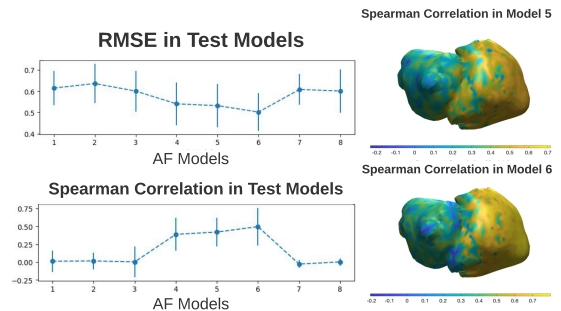 RMSE in Test Models
0.7
0.6
0.5
0.4
1 2 3 4 5 6 7 8
AF Models
Spearman Correlation in Test Models
0.75
0.50
0.25
0.00
−0.25
1 2 3 4 5 6 7 8
AF Models
Spearman Correlation in Model 5
-0.2 -0.1 0 0.1 0.2 0.3 0.4 0.5 0.6 0.7
Spearman Correlation in Model 6
-0.2 -0.1 0 0.1 0.2 0.3 0.4 0.5 0.6 0.7